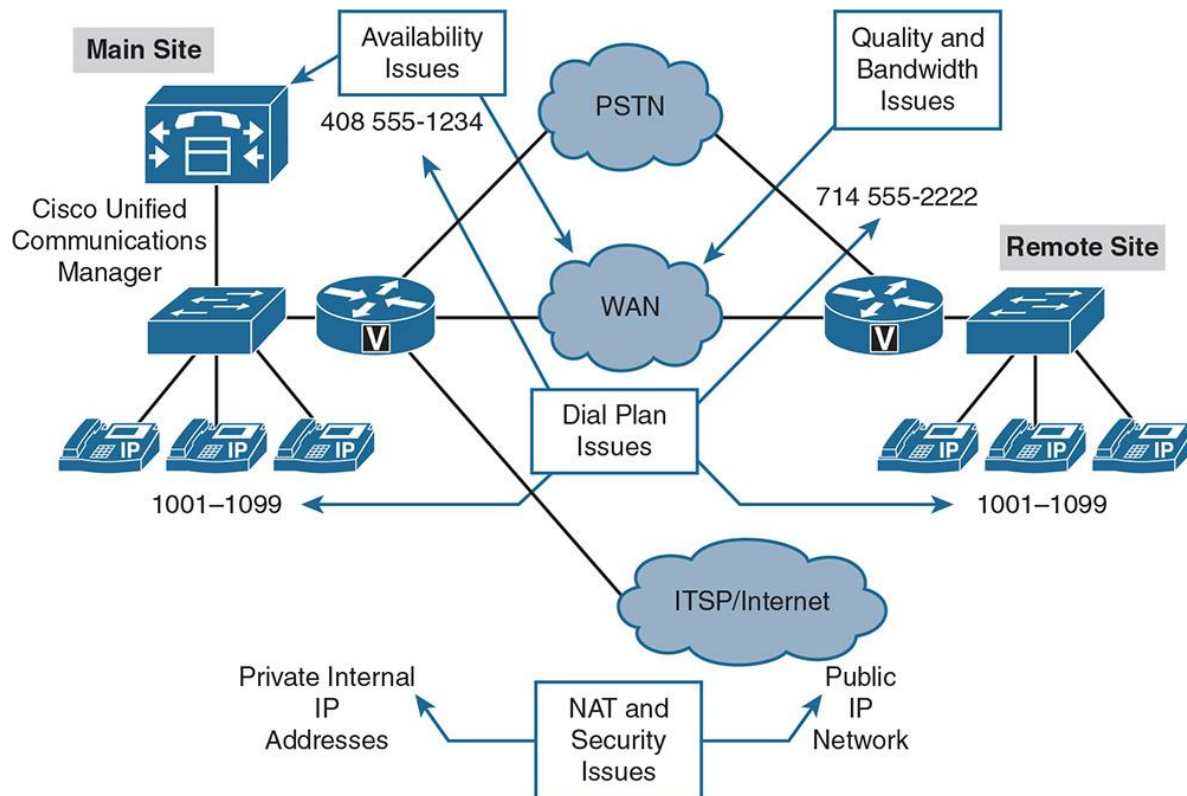 Main Site
Availability
Issues
Quality and
Bandwidth
Issues
PSTN
408 555-1234
714 555-2222
Cisco Unified
Communications
Manager
Remote Site
WAN
V
V
Dial Plan
Issues
IP
IP
IP
IP
IP
IP
1001–1099
1001–1099
ITSP/Internet
Private Internal
IP
Addresses
NAT and
Security
Issues
Public
IP
Network